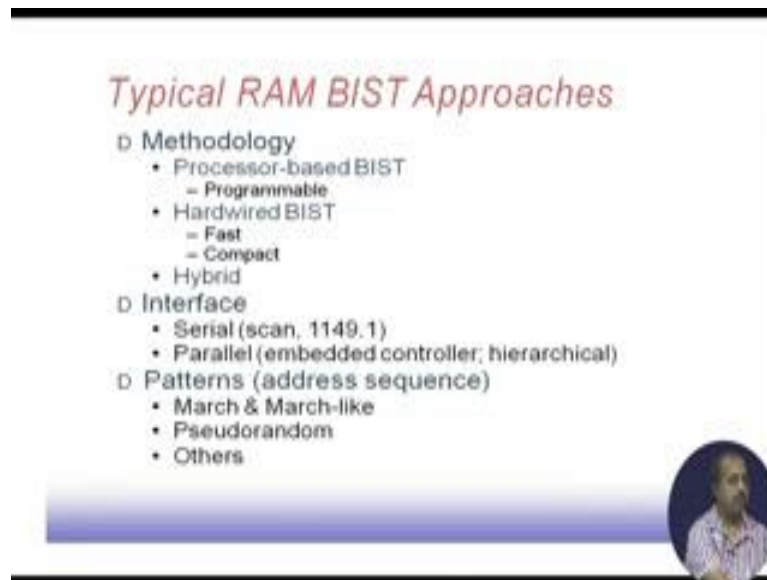 Typical RAM BIST Approaches
D Methodology
• Processor-based BIST
– Programmable
• Hardwired BIST
– Fast
– Compact
• Hybrid
D Interface
• Serial (scan, 1149.1)
• Parallel (embedded controller; hierarchical)
D Patterns (address sequence)
• March & March-like
• Pseudorandom
• Others